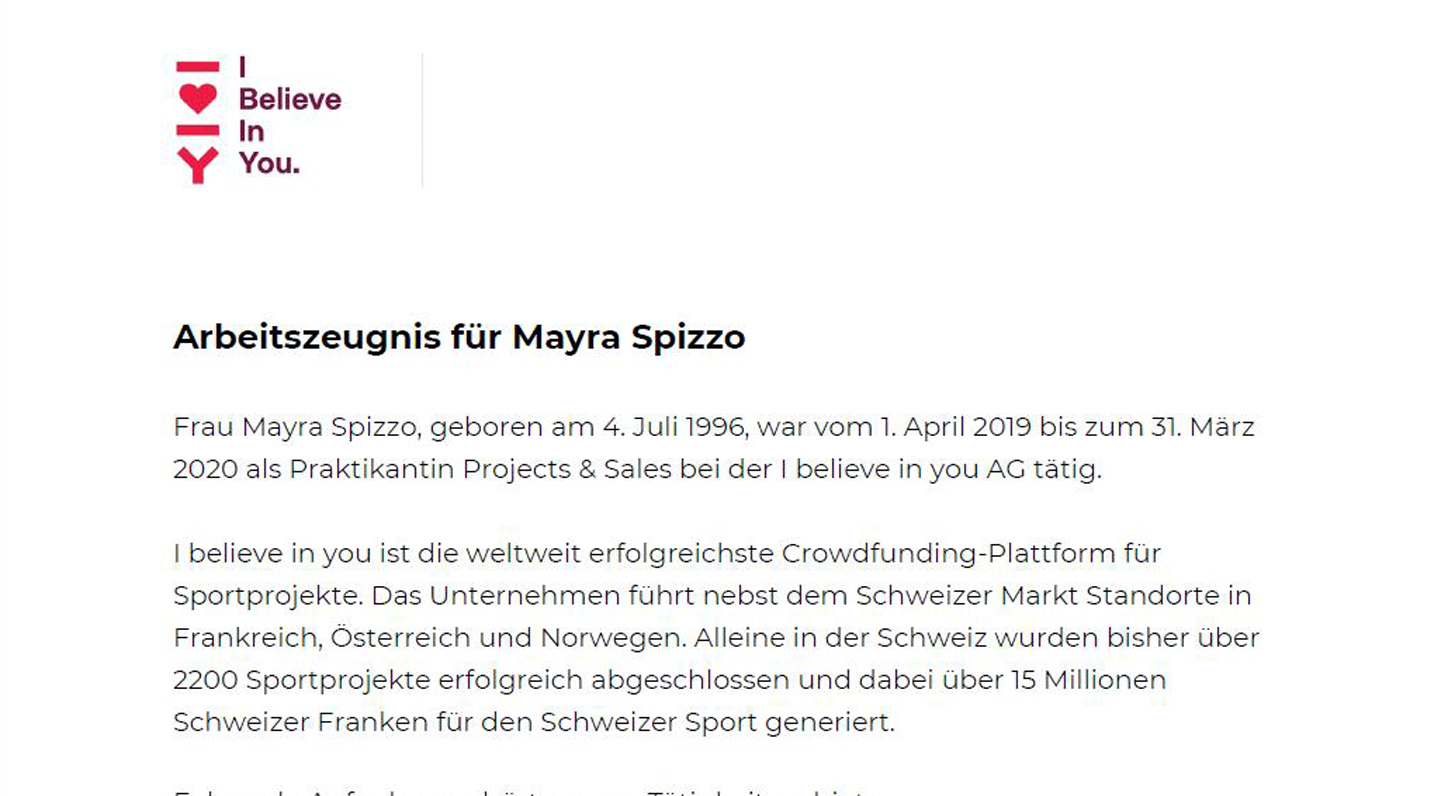 I
Believe
In
You.
Arbeitszeugnis für Mayra Spizzo
Frau Mayra Spizzo, geboren am 4. Juli 1996, war vom 1. April 2019 bis zum 31. März
2020 als Praktikantin Projects & Sales bei der I believe in you AG tätig.
I believe in you ist die weltweit erfolgreichste Crowdfunding-Plattform für
Sportprojekte. Das Unternehmen führt nebst dem Schweizer Markt Standorte in
Frankreich, Österreich und Norwegen. Alleine in der Schweiz wurden bisher über
2200 Sportprojekte erfolgreich abgeschlossen und dabei über 15 Millionen
Schweizer Franken für den Schweizer Sport generiert.